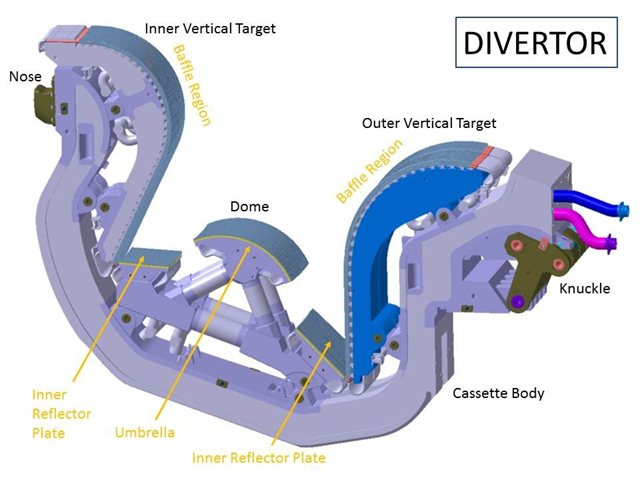 DIVERTOR
Inner Vertical Target
Baffle Region
Nose
Outer Vertical Target
Baffle Region
Dome
Knuckle
Cassette Body
Inner
Reflector
Plate
Umbrella
Inner Reflector Plate